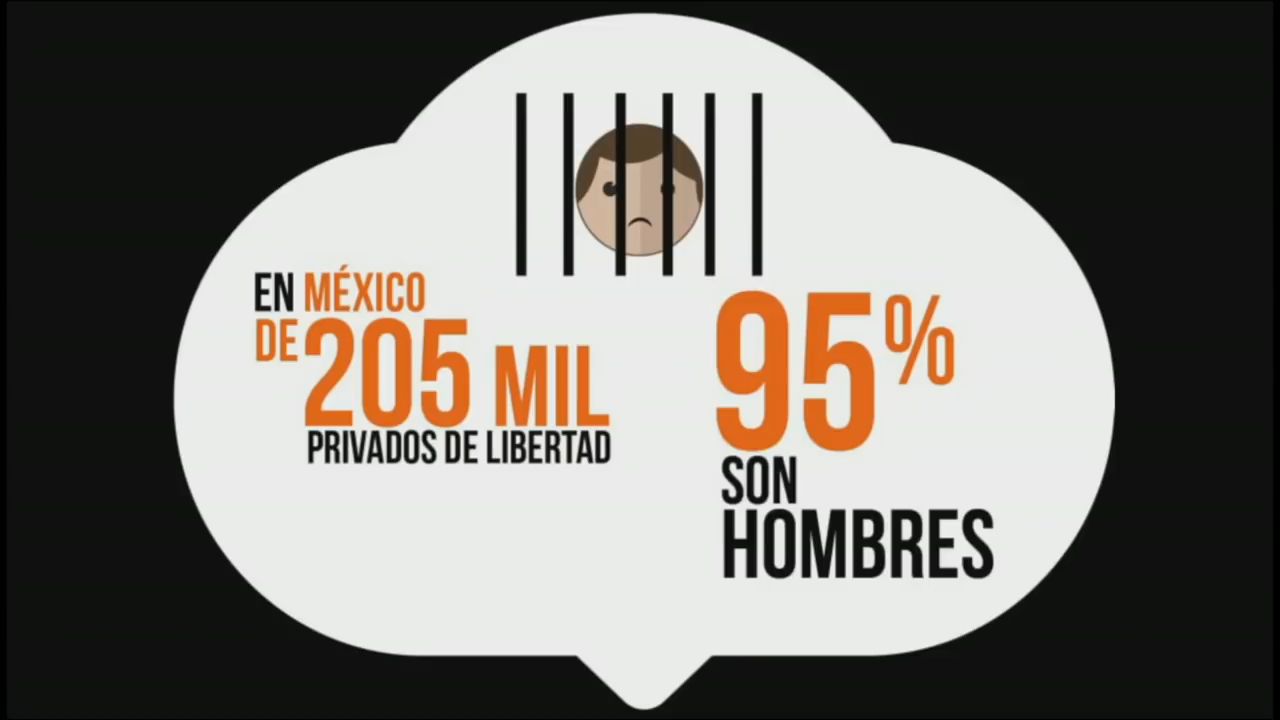 EN MÉXICO
DE 205 MIL
PRIVADOS DE LIBERTAD
95%
SON
HOMBRES